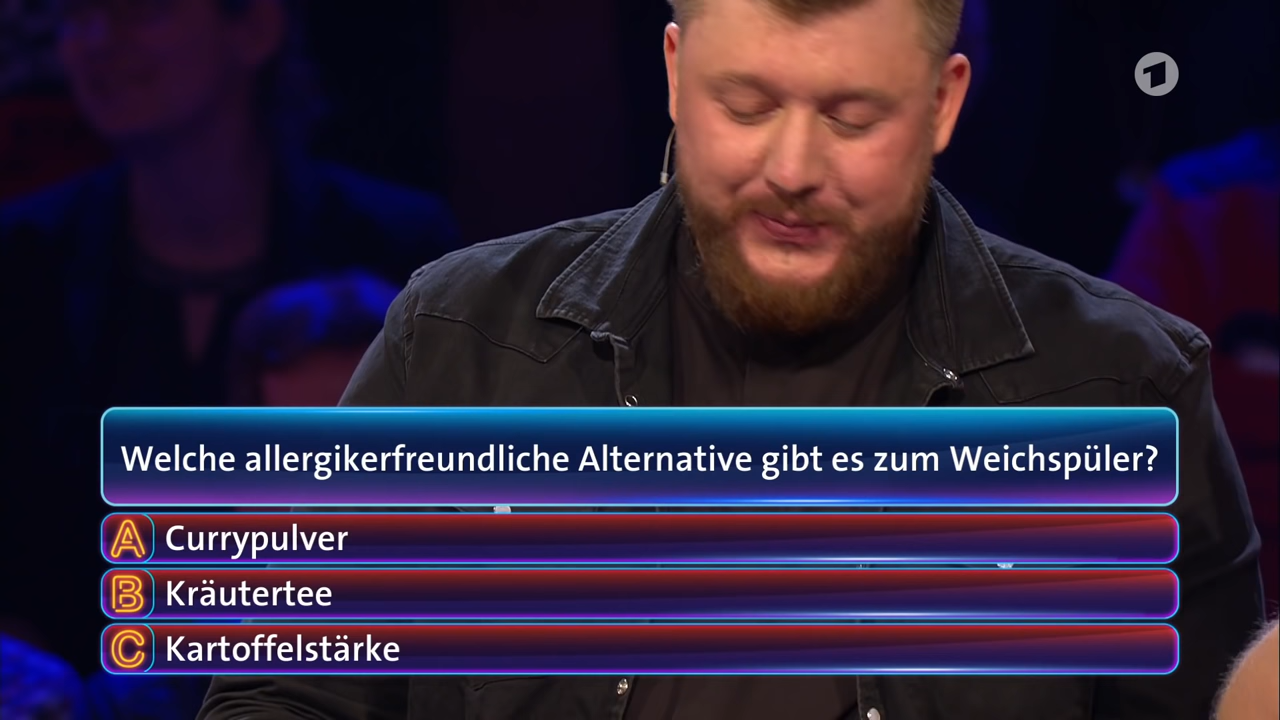 Welche allergikerfreundliche Alternative gibt es zum Weichspüler?
A Currypulver
B Kräutertee
C Kartoffelstärke